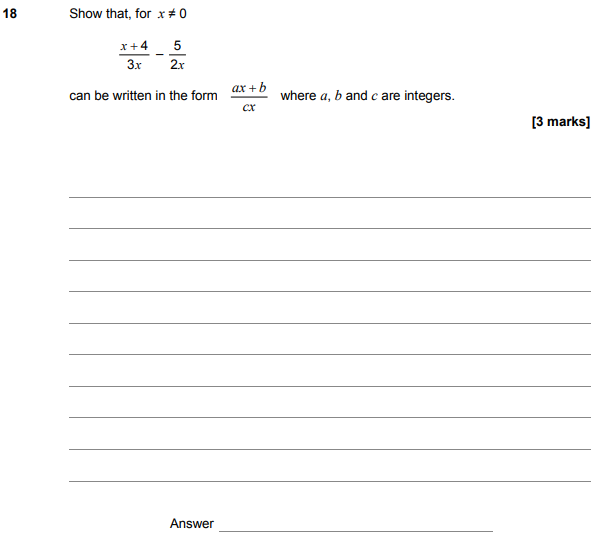 18 Show that, for x ≠ 0
x + 4 / 3x − 5 / 2x
can be written in the form ax + b / cx where a, b and c are integers.
[3 marks]
Answer